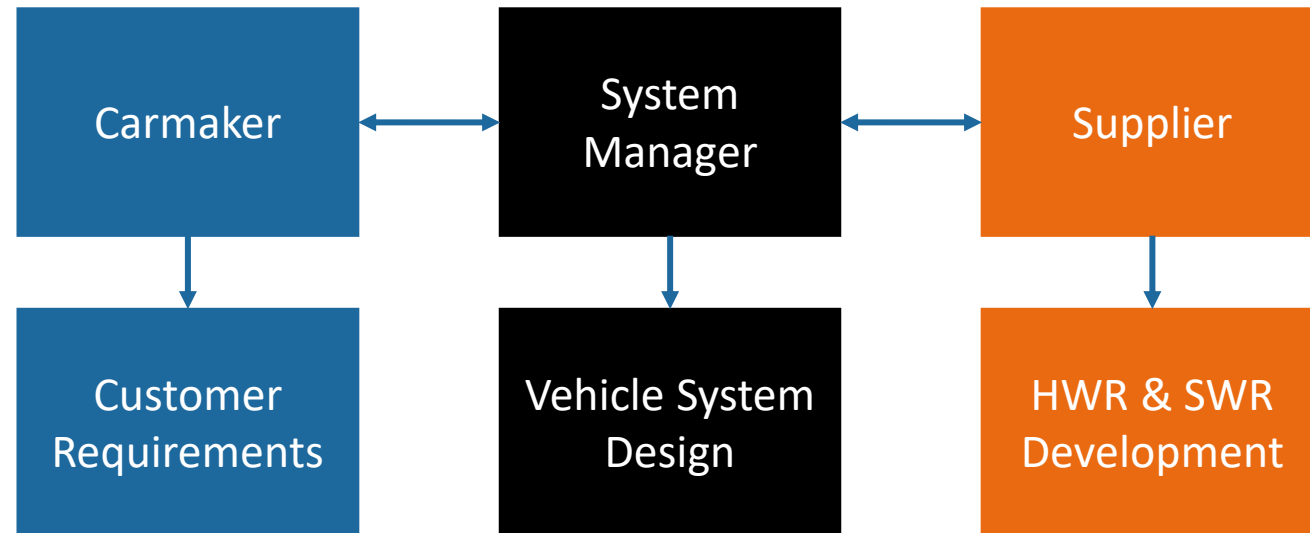 Carmaker
System
Manager
Supplier
Customer
Requirements
Vehicle System
Design
HWR & SWR
Development